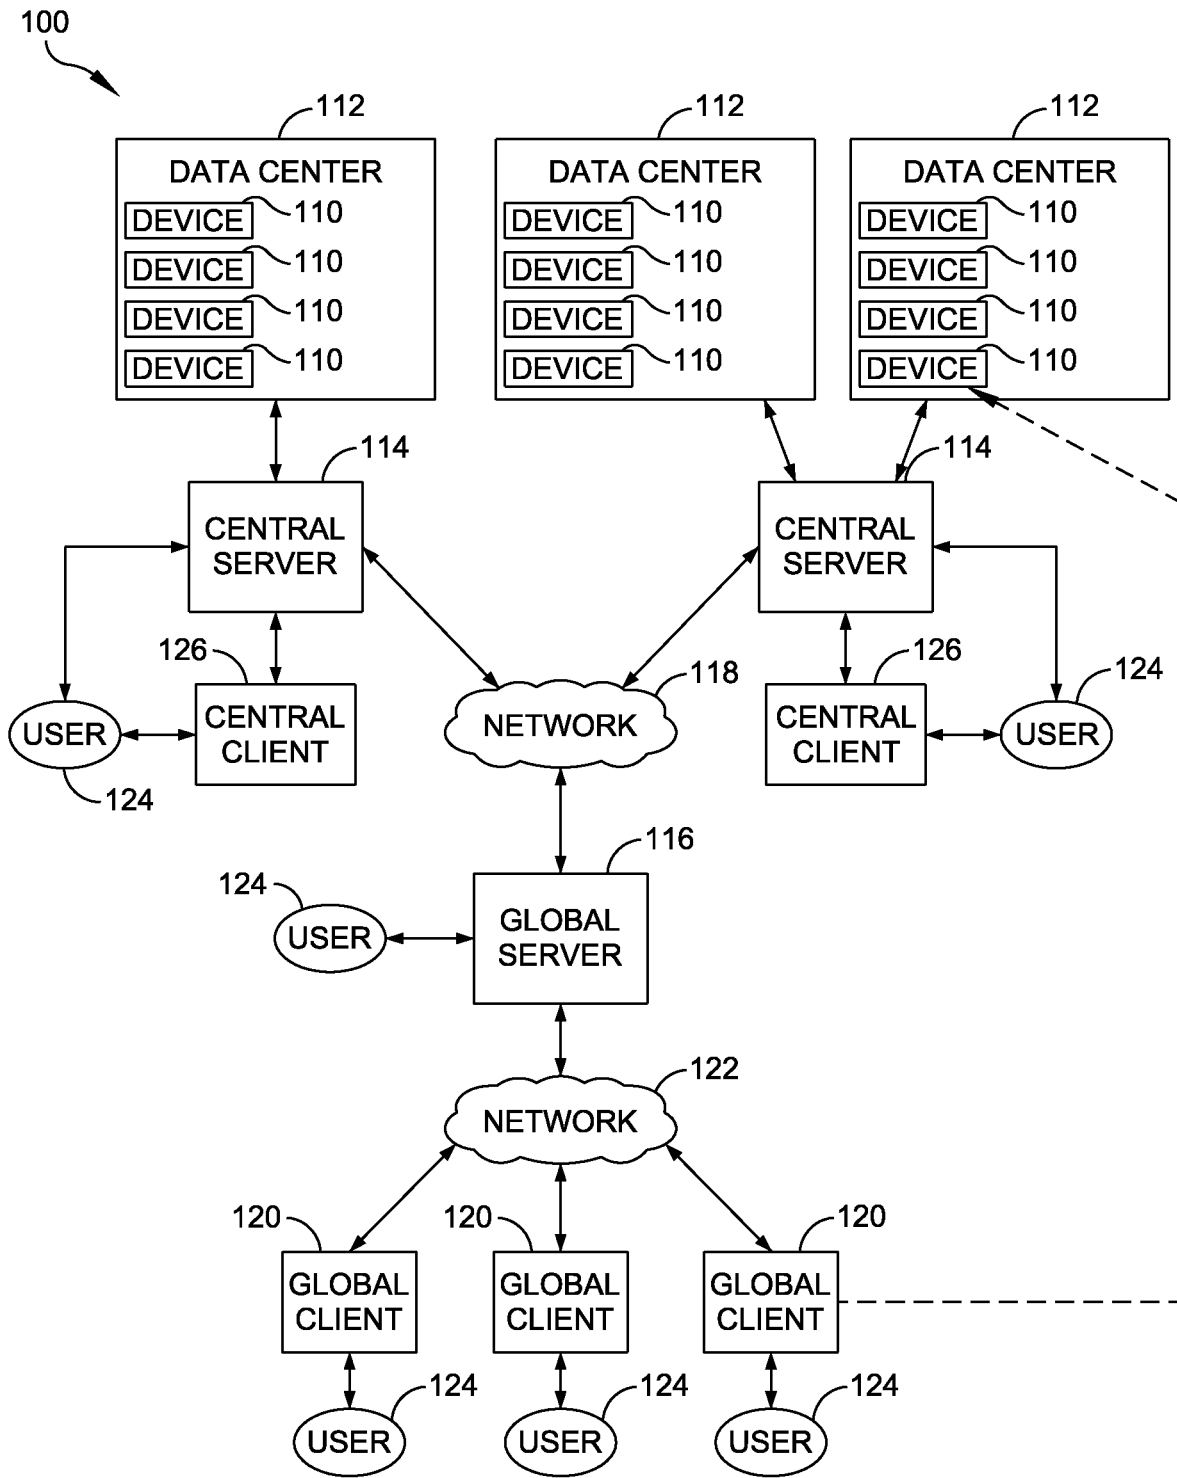 100
112
112
112
DATA CENTER
DATA CENTER
DATA CENTER
DEVICE 110
DEVICE 110
DEVICE 110
DEVICE 110
DEVICE 110
DEVICE 110
DEVICE 110
DEVICE 110
DEVICE 110
DEVICE 110
DEVICE 110
DEVICE 110
114
114
CENTRAL
SERVER
CENTRAL
SERVER
126
118
126
124
USER
CENTRAL
CLIENT
NETWORK
CENTRAL
CLIENT
USER
124
116
124
USER
GLOBAL
SERVER
122
NETWORK
120
120
120
GLOBAL
CLIENT
GLOBAL
CLIENT
GLOBAL
CLIENT
124
124
124
USER
USER
USER